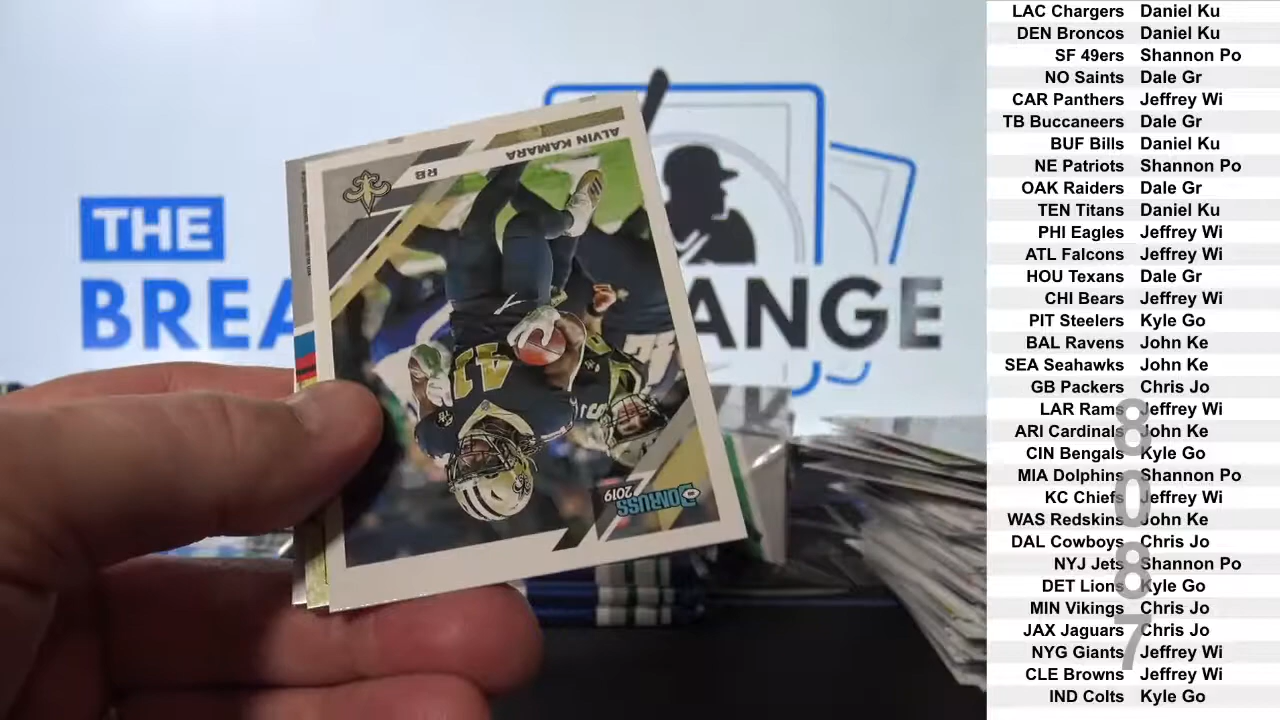 THE
BREA
ANGE
ALVIN KAMARA
RB
41
DONRUSS
2019
LAC Chargers Daniel Ku
DEN Broncos Daniel Ku
SF 49ers Shannon Po
NO Saints Dale Gr
CAR Panthers Jeffrey Wi
TB Buccaneers Dale Gr
BUF Bills Daniel Ku
NE Patriots Shannon Po
OAK Raiders Dale Gr
TEN Titans Daniel Ku
PHI Eagles Jeffrey Wi
ATL Falcons Jeffrey Wi
HOU Texans Dale Gr
CHI Bears Jeffrey Wi
PIT Steelers Kyle Go
BAL Ravens John Ke
SEA Seahawks John Ke
GB Packers Chris Jo
LAR Rams Jeffrey Wi
ARI Cardinals John Ke
CIN Bengals Kyle Go
MIA Dolphins Shannon Po
KC Chiefs Jeffrey Wi
WAS Redskins John Ke
DAL Cowboys Chris Jo
NYJ Jets Shannon Po
DET Lions Kyle Go
MIN Vikings Chris Jo
JAX Jaguars Chris Jo
NYG Giants Jeffrey Wi
CLE Browns Jeffrey Wi
IND Colts Kyle Go
8087